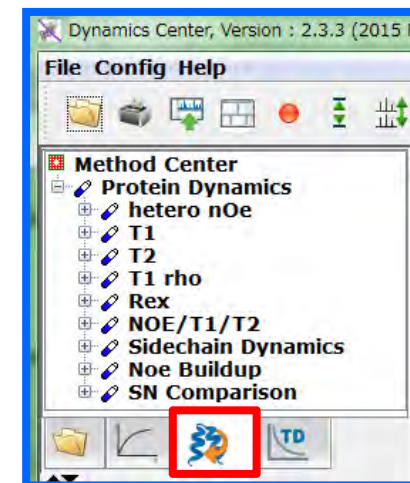 Dynamics Center, Version : 2.3.3 (2015
File Config Help
Method Center
Protein Dynamics
hetero nOe
T1
T2
T1 rho
Rex
NOE/T1/T2
Sidechain Dynamics
Noe Buildup
SN Comparison
TD